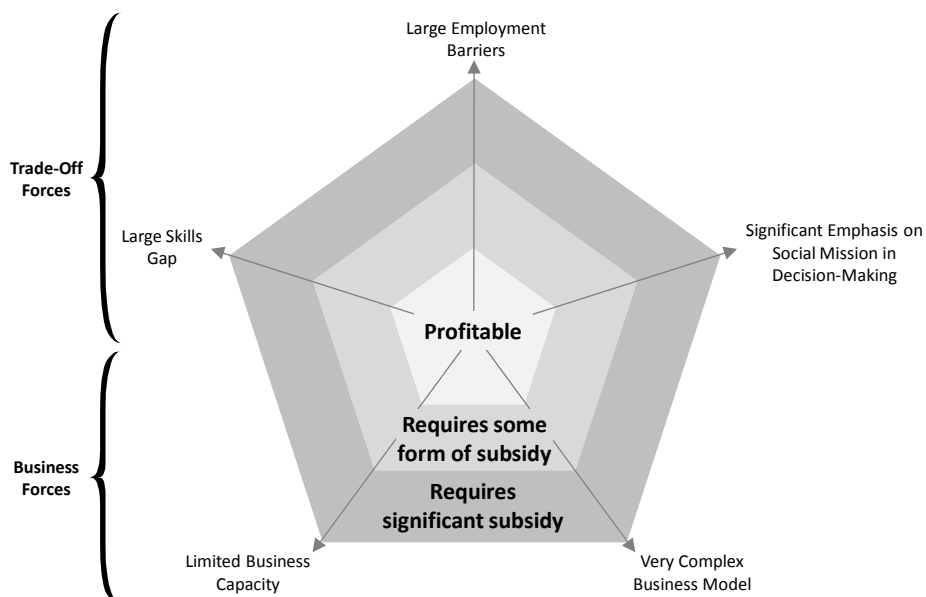 Large Employment
Barriers
Trade-Off
Forces
Large Skills
Gap
Significant Emphasis on
Social Mission in
Decision-Making
Profitable
Requires some
form of subsidy
Requires
significant subsidy
Business
Forces
Limited Business
Capacity
Very Complex
Business Model